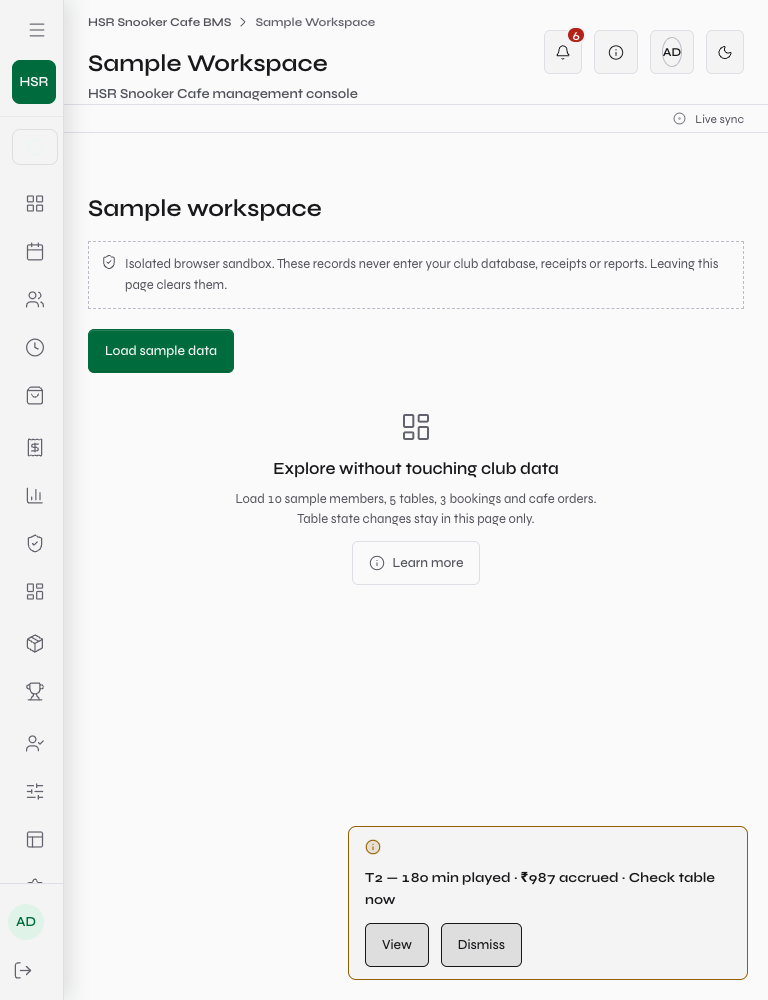 HSR Snooker Cafe BMS > Sample Workspace
Sample Workspace
HSR Snooker Cafe management console
6
AD
HSR
Live sync
Sample workspace
Isolated browser sandbox. These records never enter your club database, receipts or reports. Leaving this
page clears them.
Load sample data
Explore without touching club data
Load 10 sample members, 5 tables, 3 bookings and cafe orders.
Table state changes stay in this page only.
Learn more
T2 — 180 min played · ₹987 accrued · Check table
now
View
Dismiss
AD